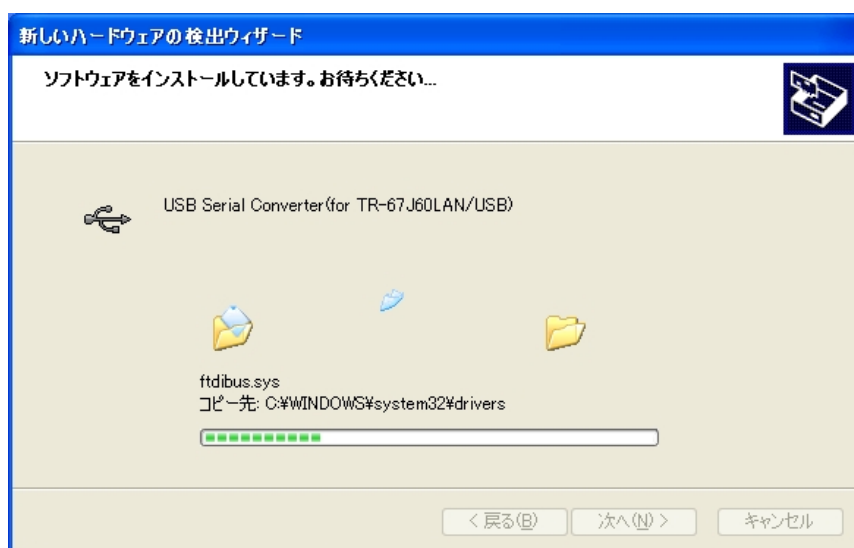 新しいハードウェアの検出ウィザード
ソフトウェアをインストールしています。お待ちください...
USB Serial Converter(for TR-67J60LAN/USB)
ftdibus.sys
コピー先: C:¥WINDOWS¥system32¥drivers
< 戻る(B) 次へ(N) > キャンセル